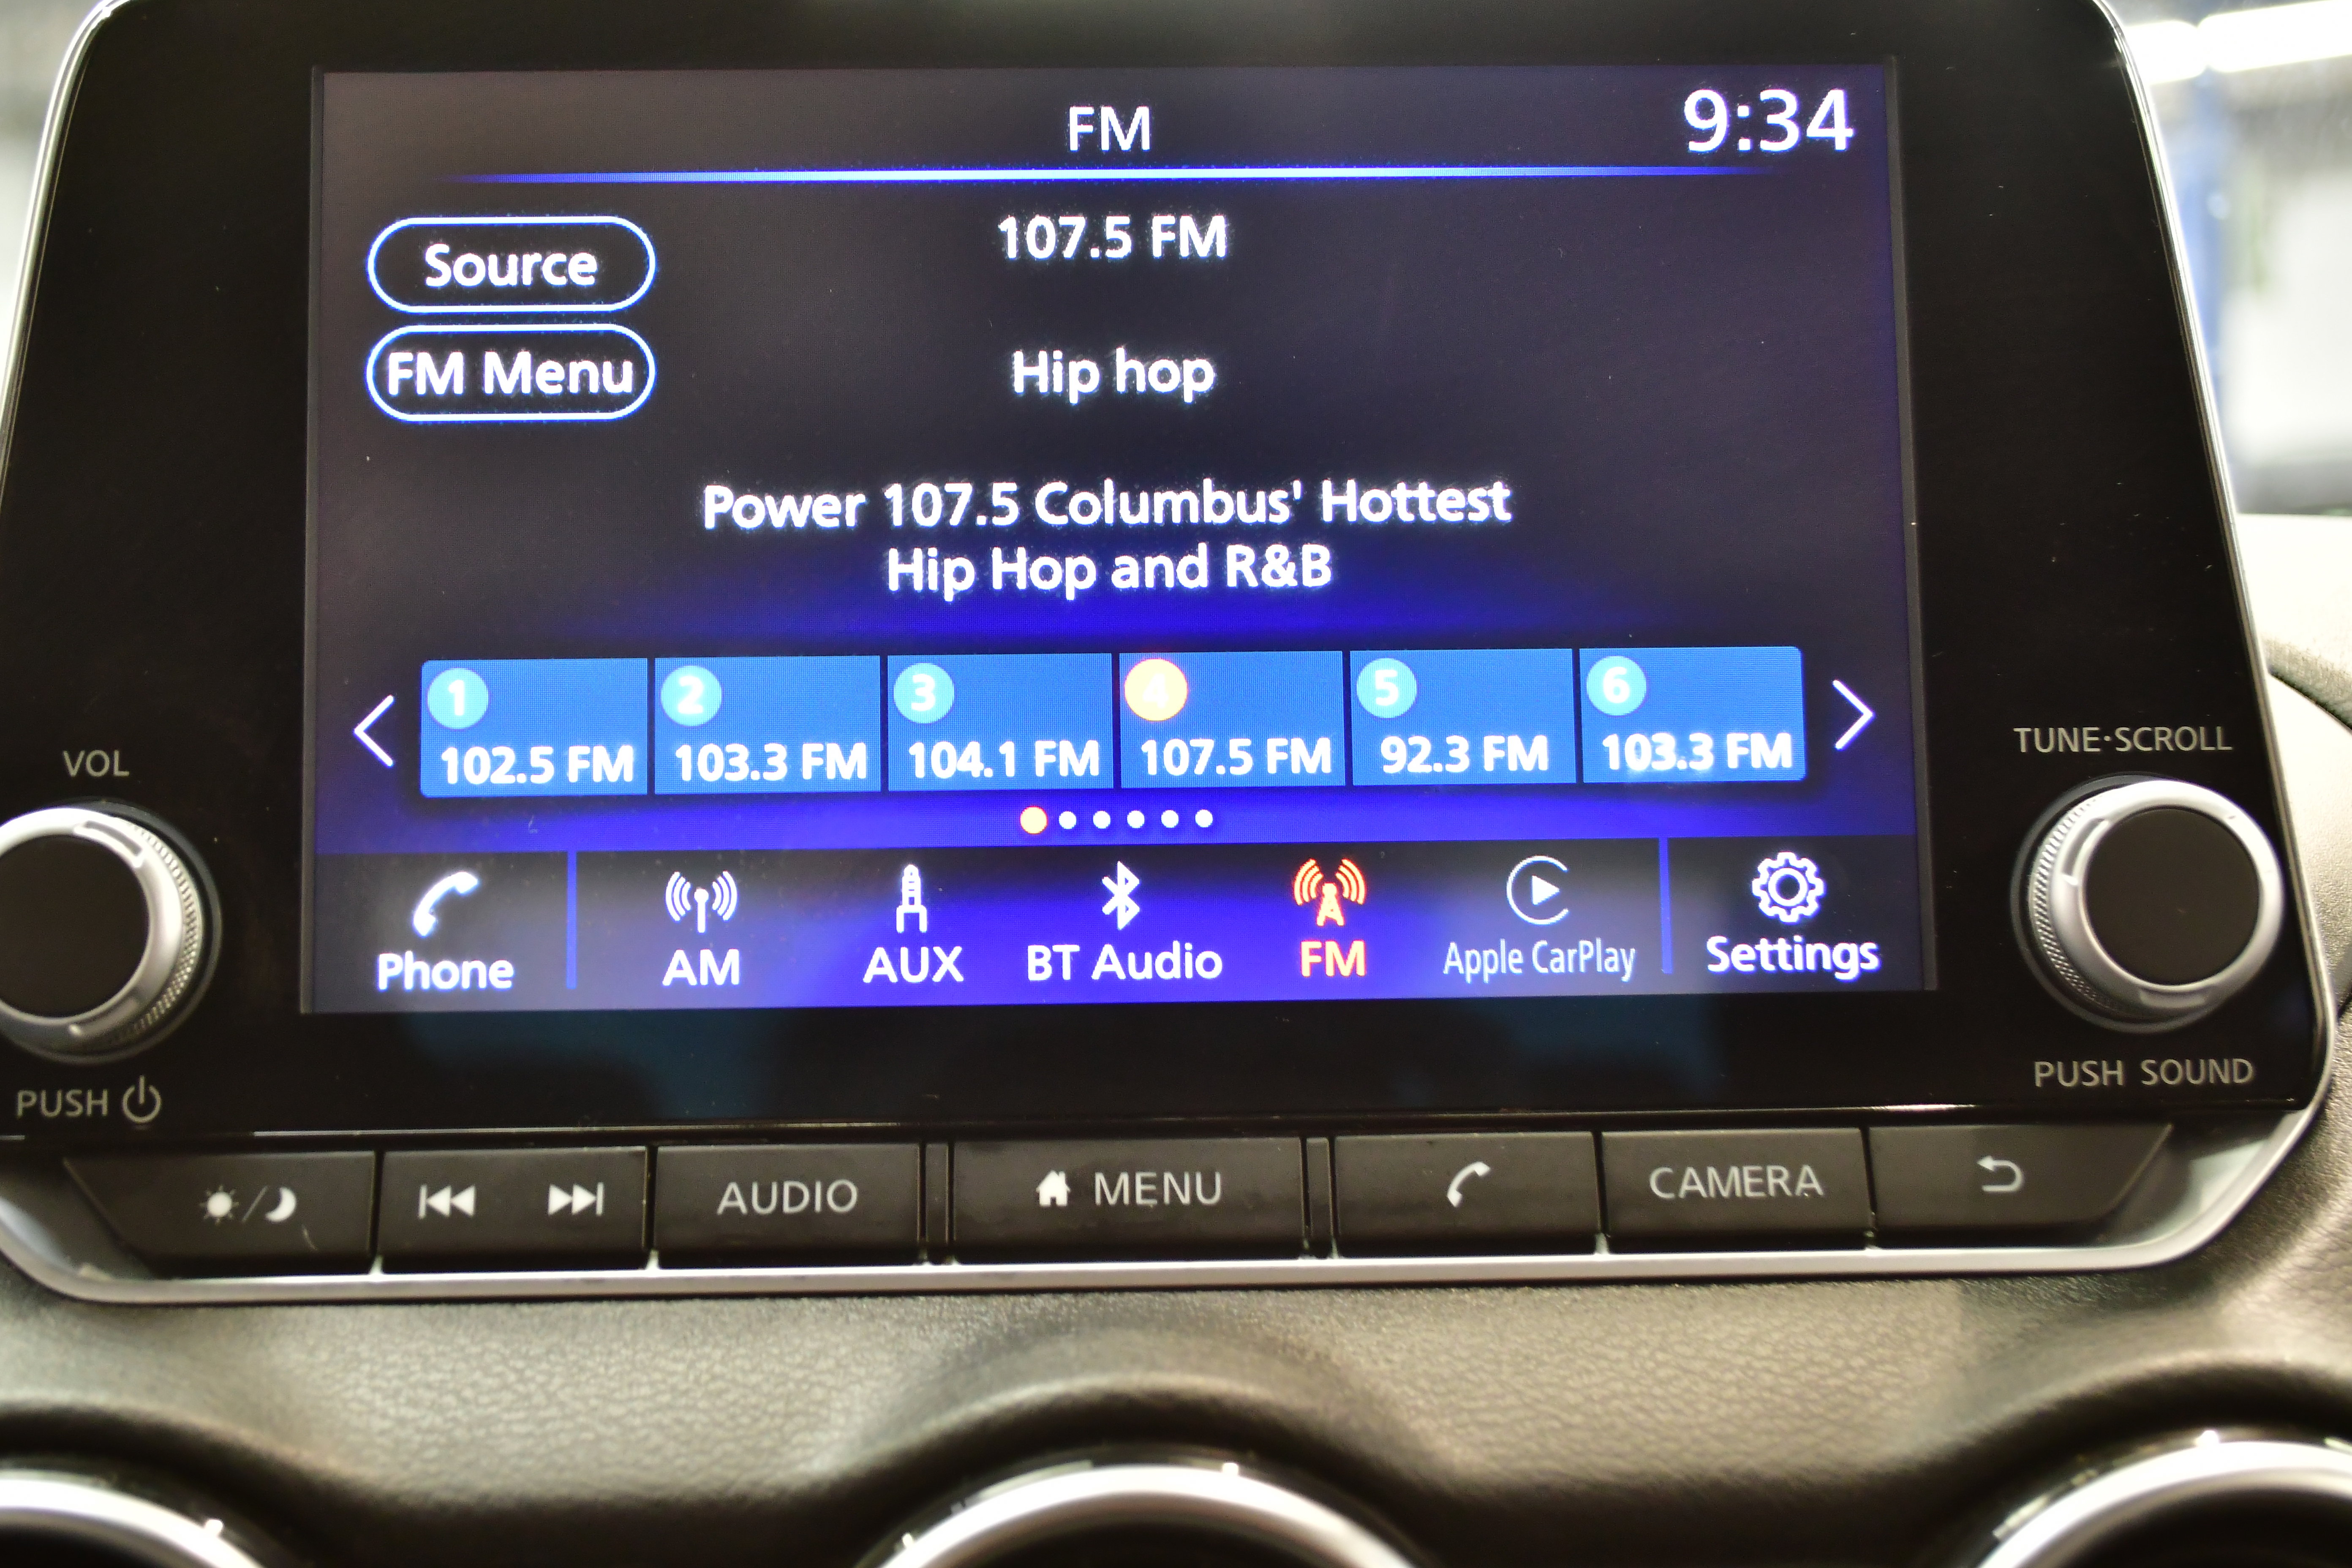 FM
9:34
Source
107.5 FM
FM Menu
Hip hop
Power 107.5 Columbus' Hottest
Hip Hop and R&B
1 2 3 4 5 6
102.5 FM 103.3 FM 104.1 FM 107.5 FM 92.3 FM 103.3 FM
VOL
TUNE·SCROLL
Phone AM AUX BT Audio FM Apple CarPlay Settings
PUSH
PUSH SOUND
AUDIO MENU CAMERA